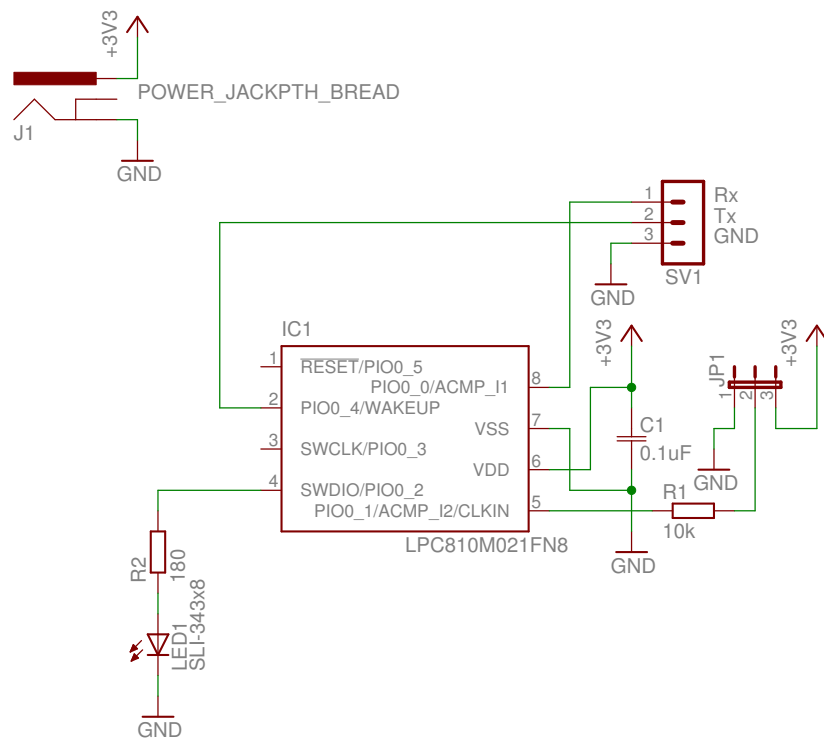 +3V3
POWER_JACKPTH_BREAD
J1
GND
1 Rx
2 Tx
3 GND
SV1
GND
IC1
+3V3
JP1
+3V3
1 RESET/PIO0_5
PIO0_0/ACMP_I1 8
2 PIO0_4/WAKEUP
1 2 3
VSS 7
C1
3 SWCLK/PIO0_3
0.1uF
VDD 6
GND
4 SWDIO/PIO0_2
R1
PIO0_1/ACMP_I2/CLKIN 5
10k
LPC810M021FN8
GND
R2
180
LED1
SLI-343x8
GND